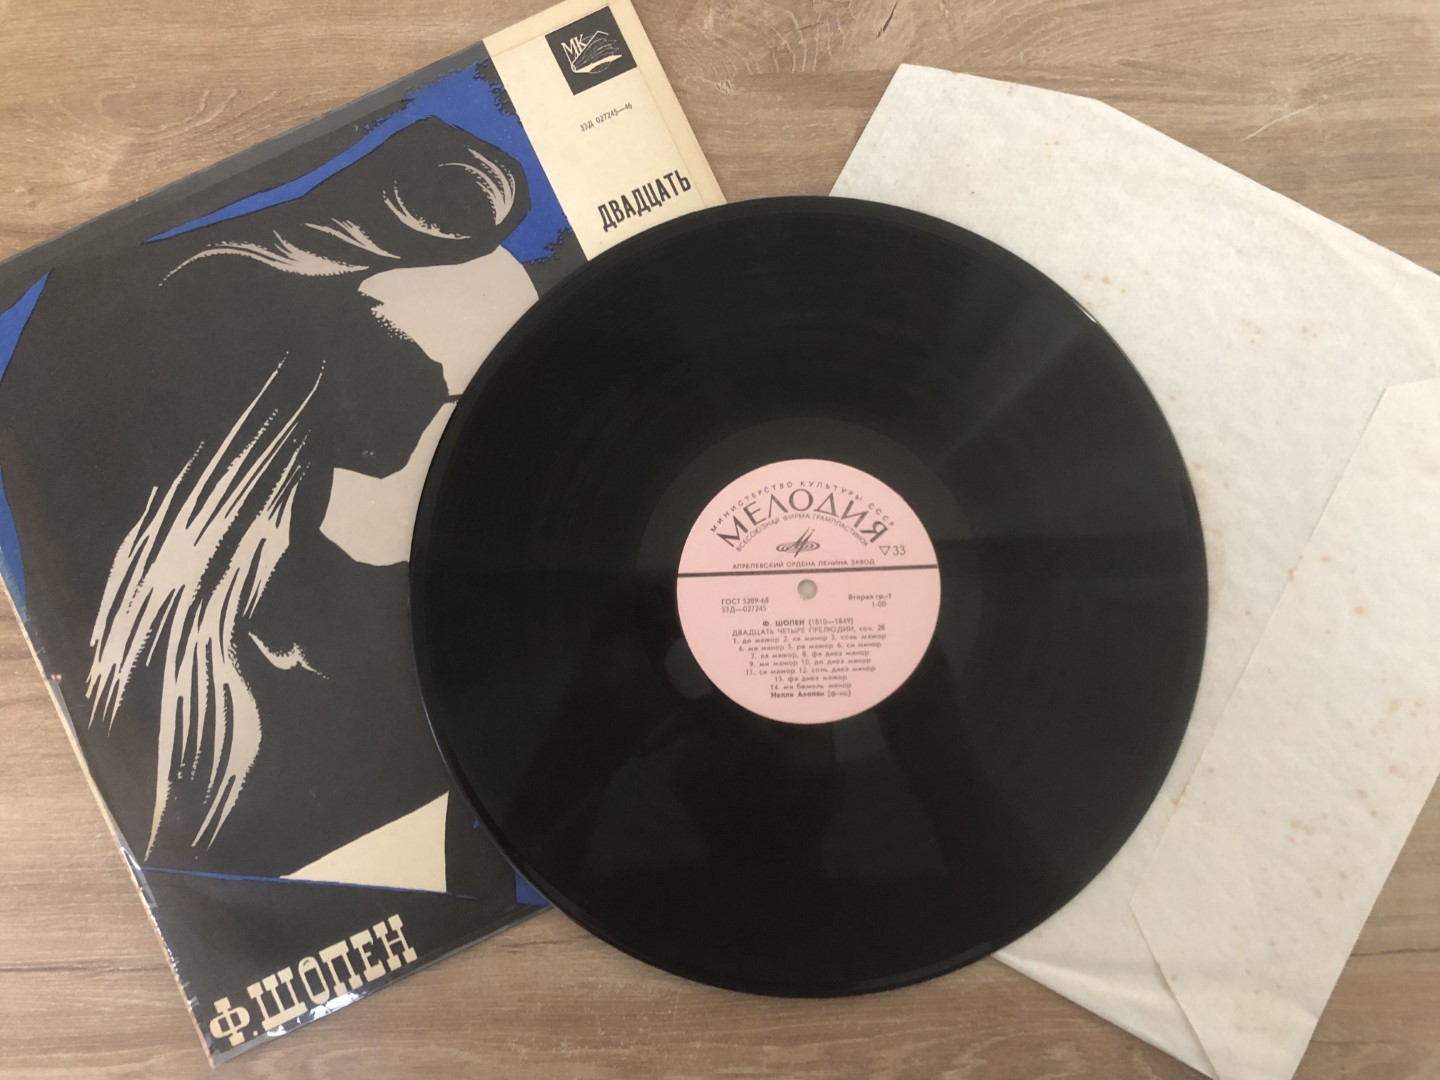 МК
33Д 027245—46
ДВАДЦАТЬ
Ф. ШОПЕН
МИНИСТЕРСТВО КУЛЬТУРЫ СССР
МЕЛОДИЯ
ВСЕСОЮЗНАЯ ФИРМА ГРАМПЛАСТИНОК
▽33
АПРЕЛЕВСКИЙ ОРДЕНА ЛЕНИНА ЗАВОД
ГОСТ 5289-68 Вторая гр.-1
33Д—027245 1-00
Ф. ШОПЕН (1810—1849)
ДВАДЦАТЬ ЧЕТЫРЕ ПРЕЛЮДИИ, соч. 28
1. до мажор 2. ля минор 3. соль мажор
4. ми минор 5. ре мажор 6. си минор
7. ля мажор, 8. фа диез минор
9. ми мажор 10. до диез минор
11. си мажор 12. соль диез минор
13. фа диез мажор
14. ми бемоль минор
Нелли Акопян (ф-но)